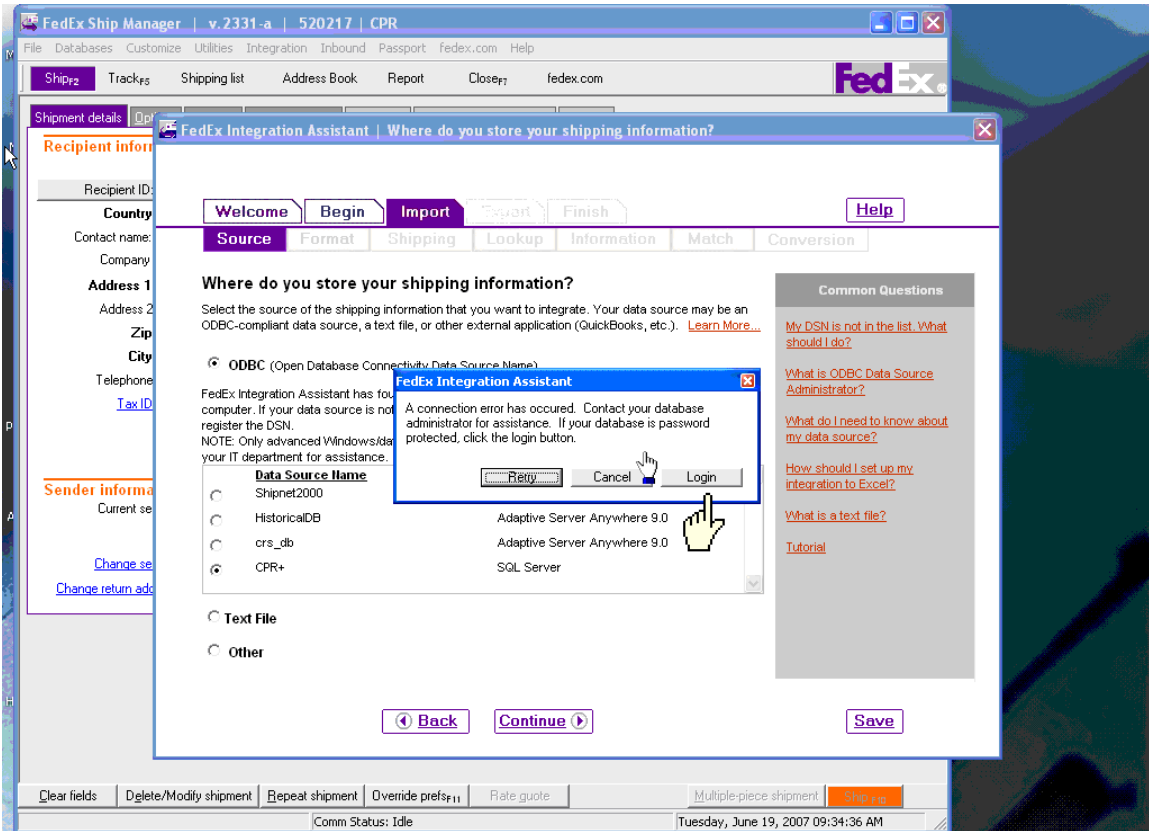 FedEx Ship Manager | v.2331-a | 520217 | CPR
File Databases Customize Utilities Integration Inbound Passport fedex.com Help
ShipF2 TrackF5 Shipping list Address Book Report CloseF7 fedex.com
FedEx
Shipment details Opt
FedEx Integration Assistant | Where do you store your shipping information?
Recipient inform
Recipient ID:
Country
Contact name:
Company
Address 1
Address 2
Zip
City
Telephone
Tax ID
Sender informa
Current se
Change se
Change return add
Welcome Begin Import Export Finish Help
Source Format Shipping Lookup Information Match Conversion
Where do you store your shipping information?
Select the source of the shipping information that you want to integrate. Your data source may be an
ODBC-compliant data source, a text file, or other external application (QuickBooks, etc.). Learn More...
ODBC (Open Database Connectivity Data Source Name)
FedEx Integration Assistant has fou
computer. If your data source is not
register the DSN.
NOTE: Only advanced Windows/dat
your IT department for assistance.
FedEx Integration Assistant
A connection error has occured. Contact your database
administrator for assistance. If your database is password
protected, click the login button.
Retry Cancel Login
Data Source Name
Shipnet2000
HistoricalDB Adaptive Server Anywhere 9.0
crs_db Adaptive Server Anywhere 9.0
CPR+ SQL Server
Text File
Other
Common Questions
My DSN is not in the list. What
should I do?
What is ODBC Data Source
Administrator?
What do I need to know about
my data source?
How should I set up my
integration to Excel?
What is a text file?
Tutorial
Back Continue Save
Clear fields Delete/Modify shipment Repeat shipment Override prefsF11 Rate quote Multiple-piece shipment Ship F10
Comm Status: Idle Tuesday, June 19, 2007 09:34:36 AM